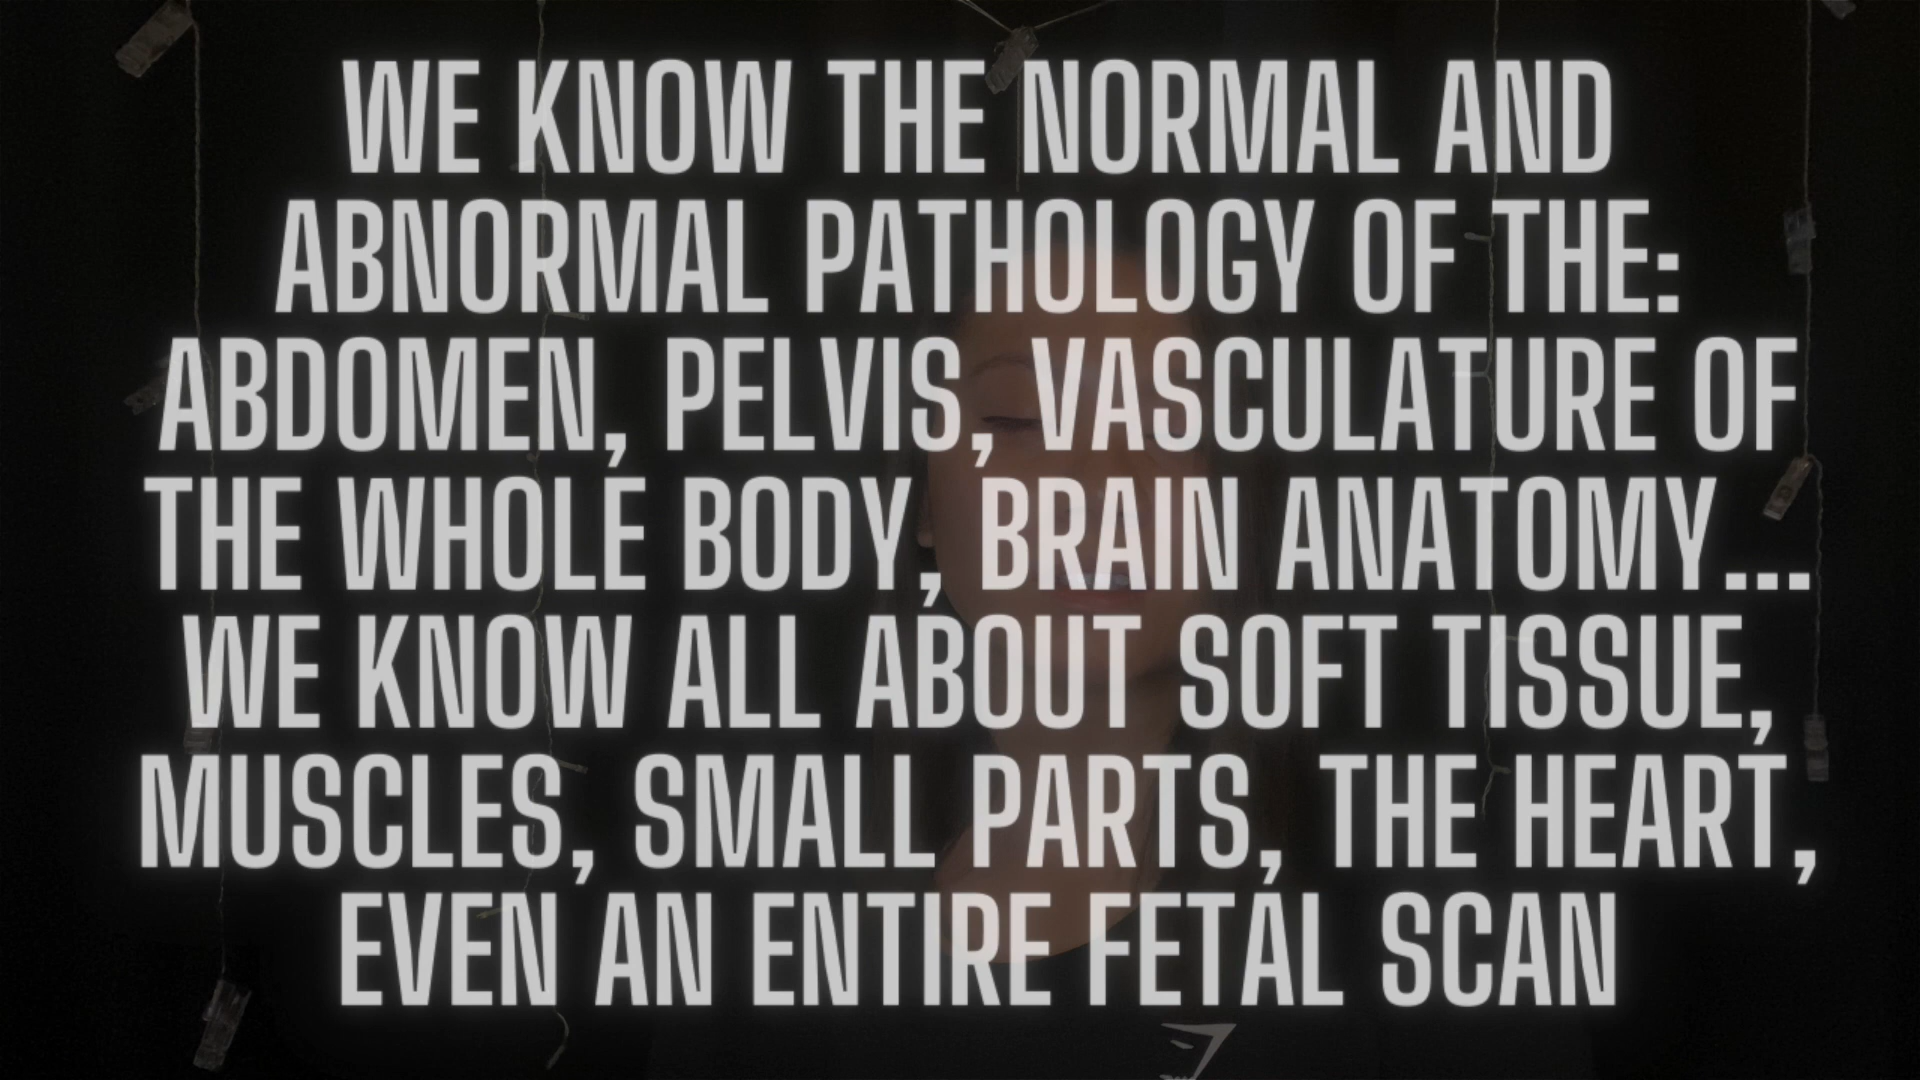 WE KNOW THE NORMAL AND
ABNORMAL PATHOLOGY OF THE:
ABDOMEN, PELVIS, VASCULATURE OF
THE WHOLE BODY, BRAIN ANATOMY...
WE KNOW ALL ABOUT SOFT TISSUE,
MUSCLES, SMALL PARTS, THE HEART,
EVEN AN ENTIRE FETAL SCAN